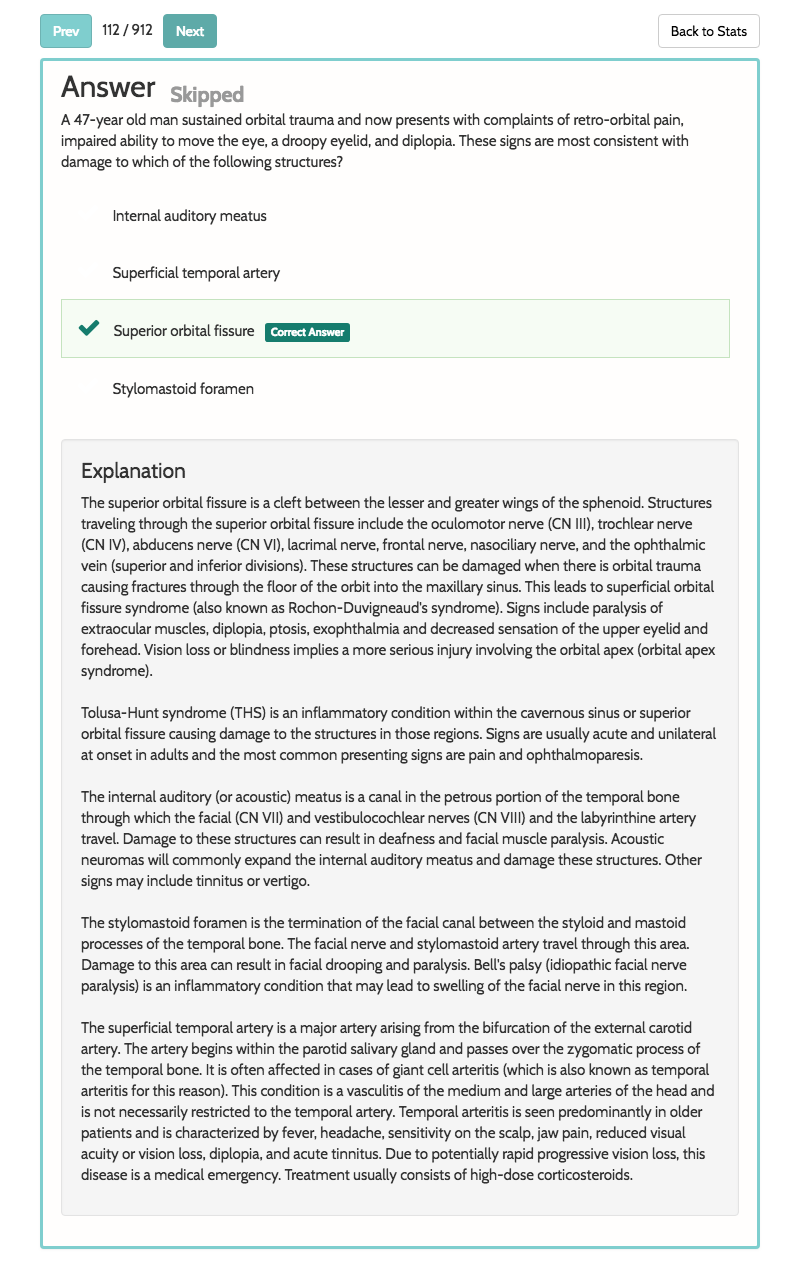 Prev 112 / 912 Next Back to Stats
Answer Skipped
A 47-year old man sustained orbital trauma and now presents with complaints of retro-orbital pain,
impaired ability to move the eye, a droopy eyelid, and diplopia. These signs are most consistent with
damage to which of the following structures?
Internal auditory meatus
Superficial temporal artery
Superior orbital fissure Correct Answer
Stylomastoid foramen
Explanation
The superior orbital fissure is a cleft between the lesser and greater wings of the sphenoid. Structures
traveling through the superior orbital fissure include the oculomotor nerve (CN III), trochlear nerve
(CN IV), abducens nerve (CN VI), lacrimal nerve, frontal nerve, nasociliary nerve, and the ophthalmic
vein (superior and inferior divisions). These structures can be damaged when there is orbital trauma
causing fractures through the floor of the orbit into the maxillary sinus. This leads to superficial orbital
fissure syndrome (also known as Rochon-Duvigneaud's syndrome). Signs include paralysis of
extraocular muscles, diplopia, ptosis, exophthalmia and decreased sensation of the upper eyelid and
forehead. Vision loss or blindness implies a more serious injury involving the orbital apex (orbital apex
syndrome).
Tolusa-Hunt syndrome (THS) is an inflammatory condition within the cavernous sinus or superior
orbital fissure causing damage to the structures in those regions. Signs are usually acute and unilateral
at onset in adults and the most common presenting signs are pain and ophthalmoparesis.
The internal auditory (or acoustic) meatus is a canal in the petrous portion of the temporal bone
through which the facial (CN VII) and vestibulocochlear nerves (CN VIII) and the labyrinthine artery
travel. Damage to these structures can result in deafness and facial muscle paralysis. Acoustic
neuromas will commonly expand the internal auditory meatus and damage these structures. Other
signs may include tinnitus or vertigo.
The stylomastoid foramen is the termination of the facial canal between the styloid and mastoid
processes of the temporal bone. The facial nerve and stylomastoid artery travel through this area.
Damage to this area can result in facial drooping and paralysis. Bell's palsy (idiopathic facial nerve
paralysis) is an inflammatory condition that may lead to swelling of the facial nerve in this region.
The superficial temporal artery is a major artery arising from the bifurcation of the external carotid
artery. The artery begins within the parotid salivary gland and passes over the zygomatic process of
the temporal bone. It is often affected in cases of giant cell arteritis (which is also known as temporal
arteritis for this reason). This condition is a vasculitis of the medium and large arteries of the head and
is not necessarily restricted to the temporal artery. Temporal arteritis is seen predominantly in older
patients and is characterized by fever, headache, sensitivity on the scalp, jaw pain, reduced visual
acuity or vision loss, diplopia, and acute tinnitus. Due to potentially rapid progressive vision loss, this
disease is a medical emergency. Treatment usually consists of high-dose corticosteroids.